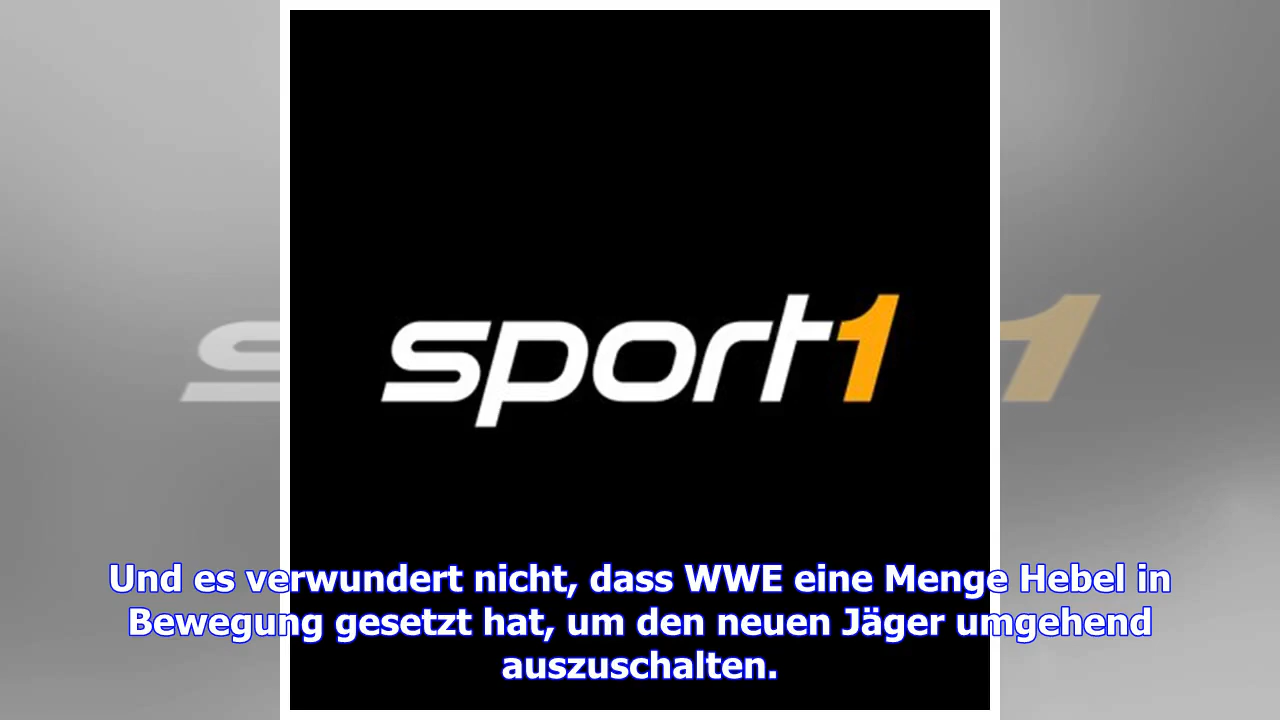 sport1
Und es verwundert nicht, dass WWE eine Menge Hebel in
Bewegung gesetzt hat, um den neuen Jäger umgehend
auszuschalten.